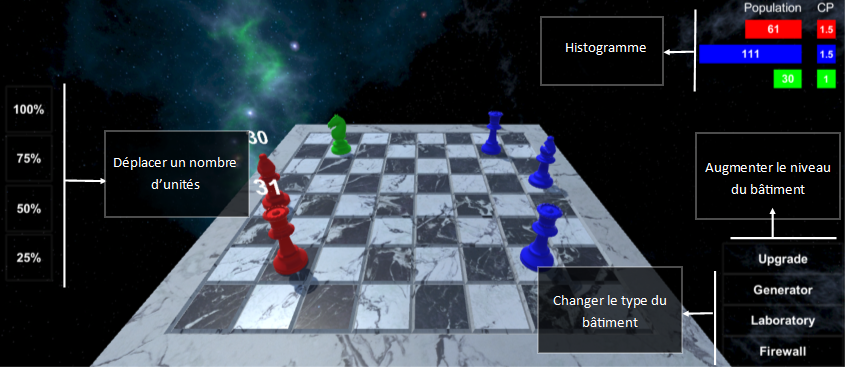 Population CP
61 1.5
111 1.5
30 1
Histogramme
100%
75%
50%
25%
Déplacer un nombre
d'unités
30
31
Augmenter le niveau
du bâtiment
Changer le type du
bâtiment
Upgrade
Generator
Laboratory
Firewall